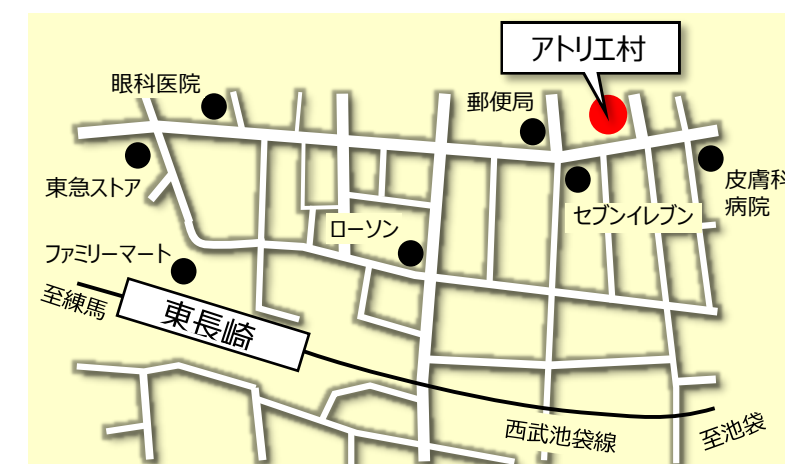 アトリエ村
眼科医院
郵便局
東急ストア
皮膚科
病院
セブンイレブン
ローソン
ファミリーマート
至練馬
東長崎
西武池袋線
至池袋